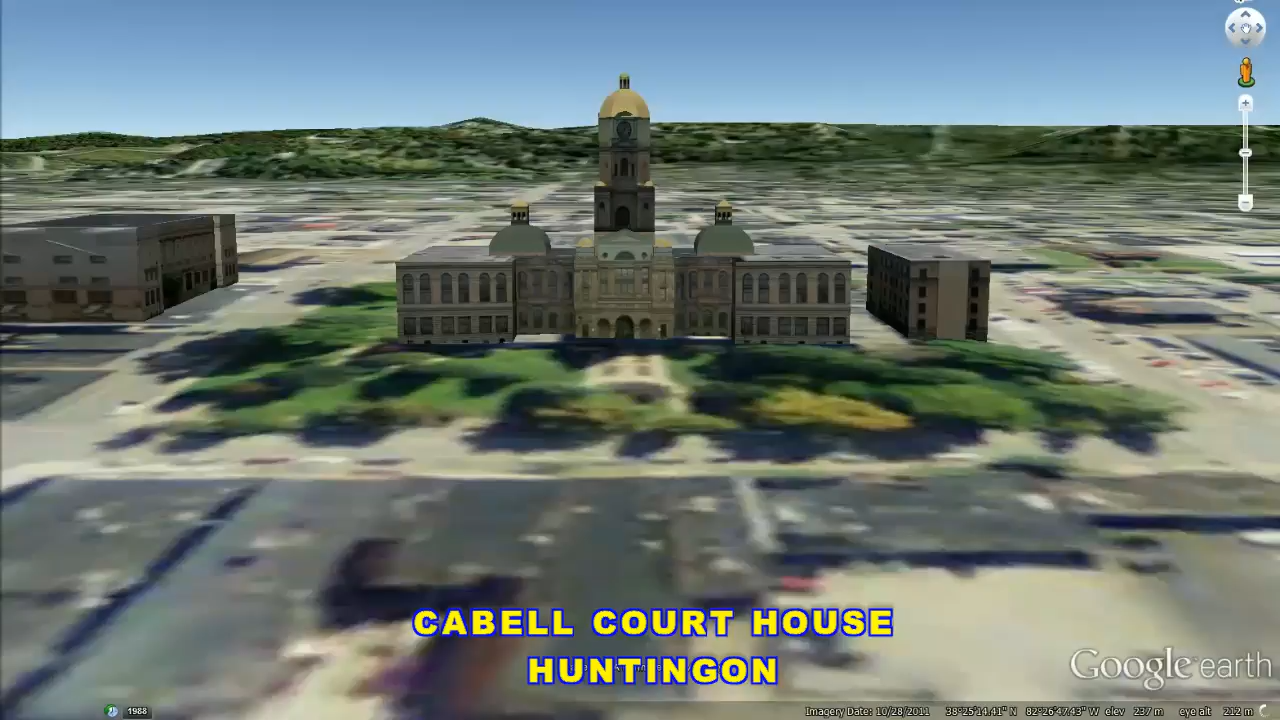 CABELL COURT HOUSE
HUNTINGON
Google earth
1988
Imagery Date: 10/28/2011 38°25'14.41" N 82°26'47.43" W elev 237 m eye alt 212 m